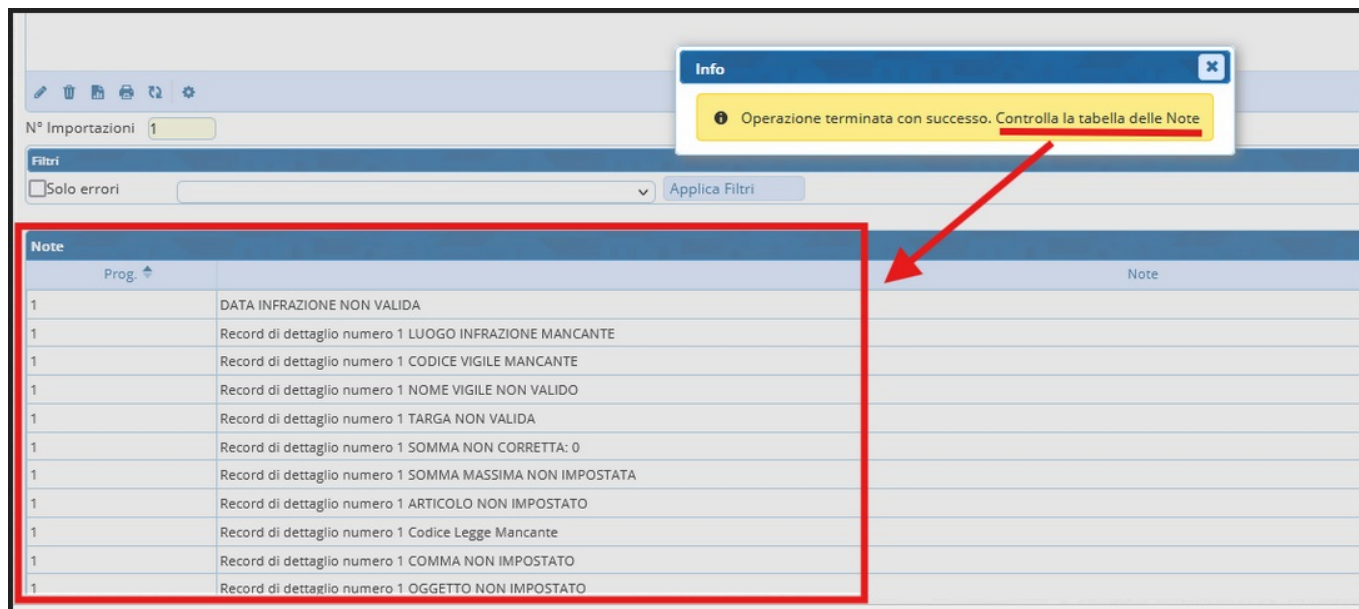 Info
Operazione terminata con successo. Controlla la tabella delle Note
N° Importazioni 1
Filtri
Solo errori
Applica Filtri
Note
Prog. Note
1 DATA INFRAZIONE NON VALIDA
1 Record di dettaglio numero 1 LUOGO INFRAZIONE MANCANTE
1 Record di dettaglio numero 1 CODICE VIGILE MANCANTE
1 Record di dettaglio numero 1 NOME VIGILE NON VALIDO
1 Record di dettaglio numero 1 TARGA NON VALIDA
1 Record di dettaglio numero 1 SOMMA NON CORRETTA: 0
1 Record di dettaglio numero 1 SOMMA MASSIMA NON IMPOSTATA
1 Record di dettaglio numero 1 ARTICOLO NON IMPOSTATO
1 Record di dettaglio numero 1 Codice Legge Mancante
1 Record di dettaglio numero 1 COMMA NON IMPOSTATO
1 Record di dettaglio numero 1 OGGETTO NON IMPOSTATO